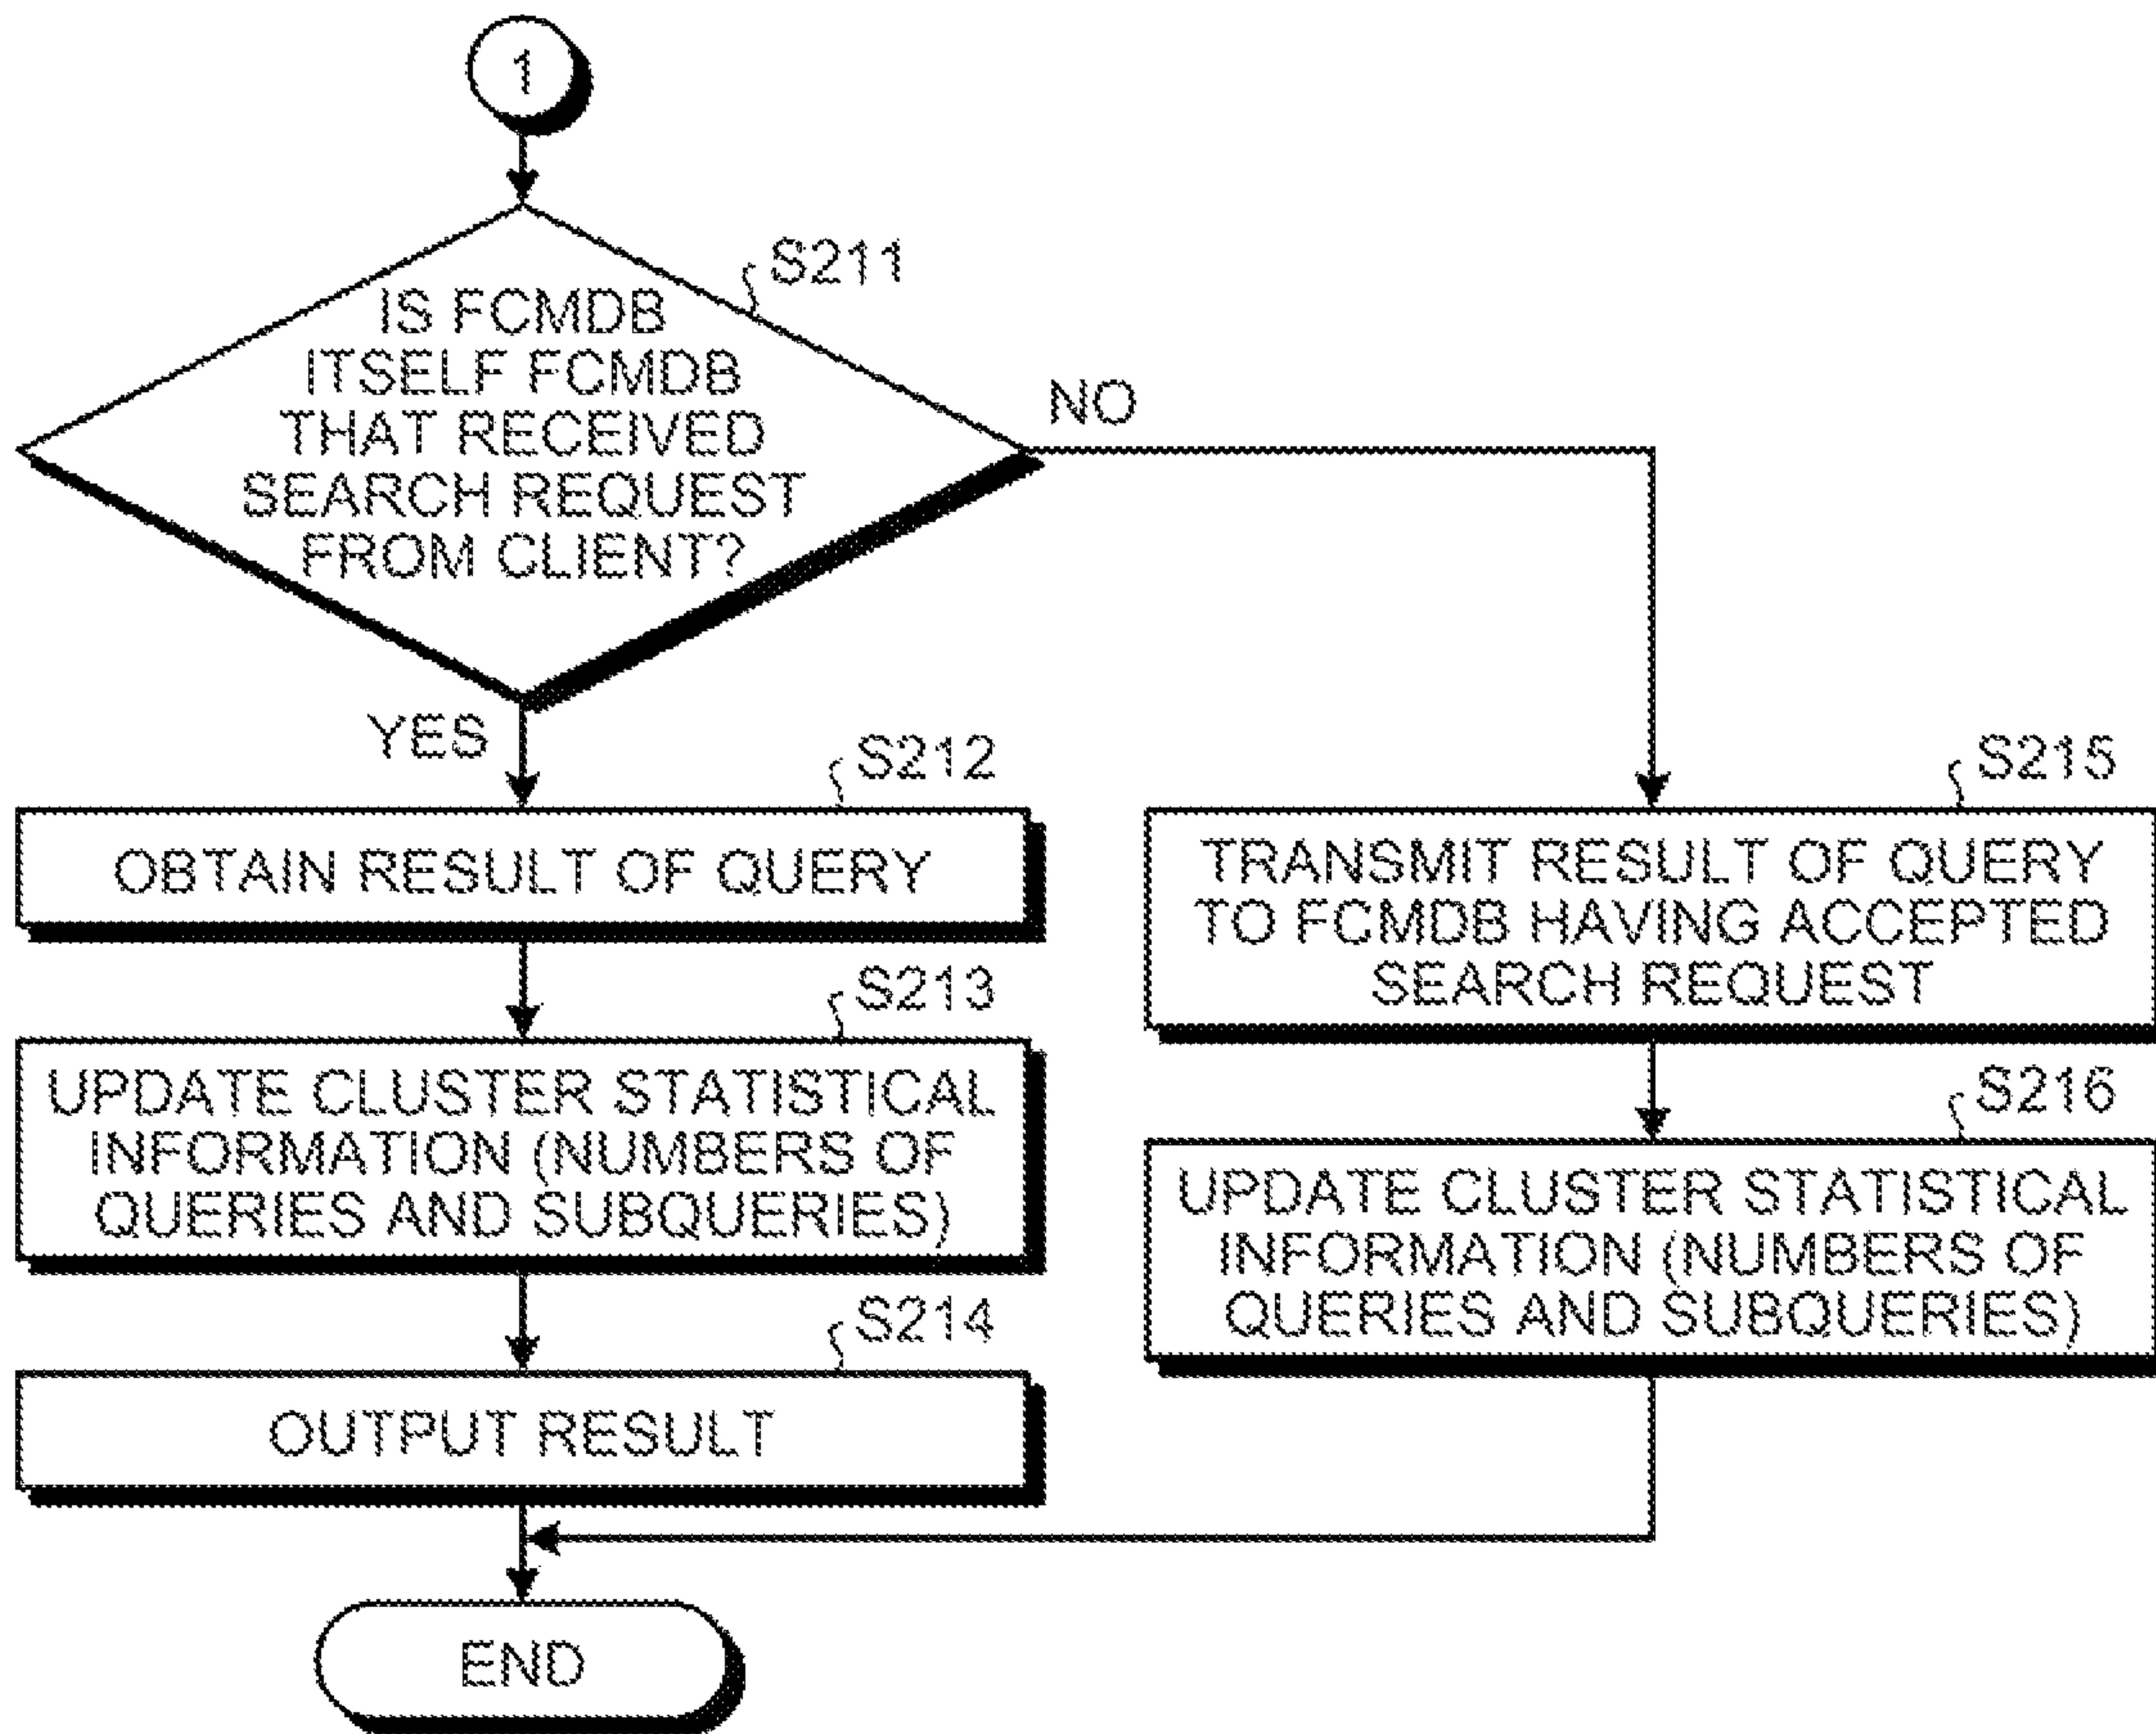 1
S211
IS FCMDB
ITSELF FCMDB
THAT RECEIVED
SEARCH REQUEST
FROM CLIENT?
NO
YES
S212
OBTAIN RESULT OF QUERY
S213
UPDATE CLUSTER STATISTICAL
INFORMATION (NUMBERS OF
QUERIES AND SUBQUERIES)
S214
OUTPUT RESULT
S215
TRANSMIT RESULT OF QUERY
TO FCMDB HAVING ACCEPTED
SEARCH REQUEST
S216
UPDATE CLUSTER STATISTICAL
INFORMATION (NUMBERS OF
QUERIES AND SUBQUERIES)
END